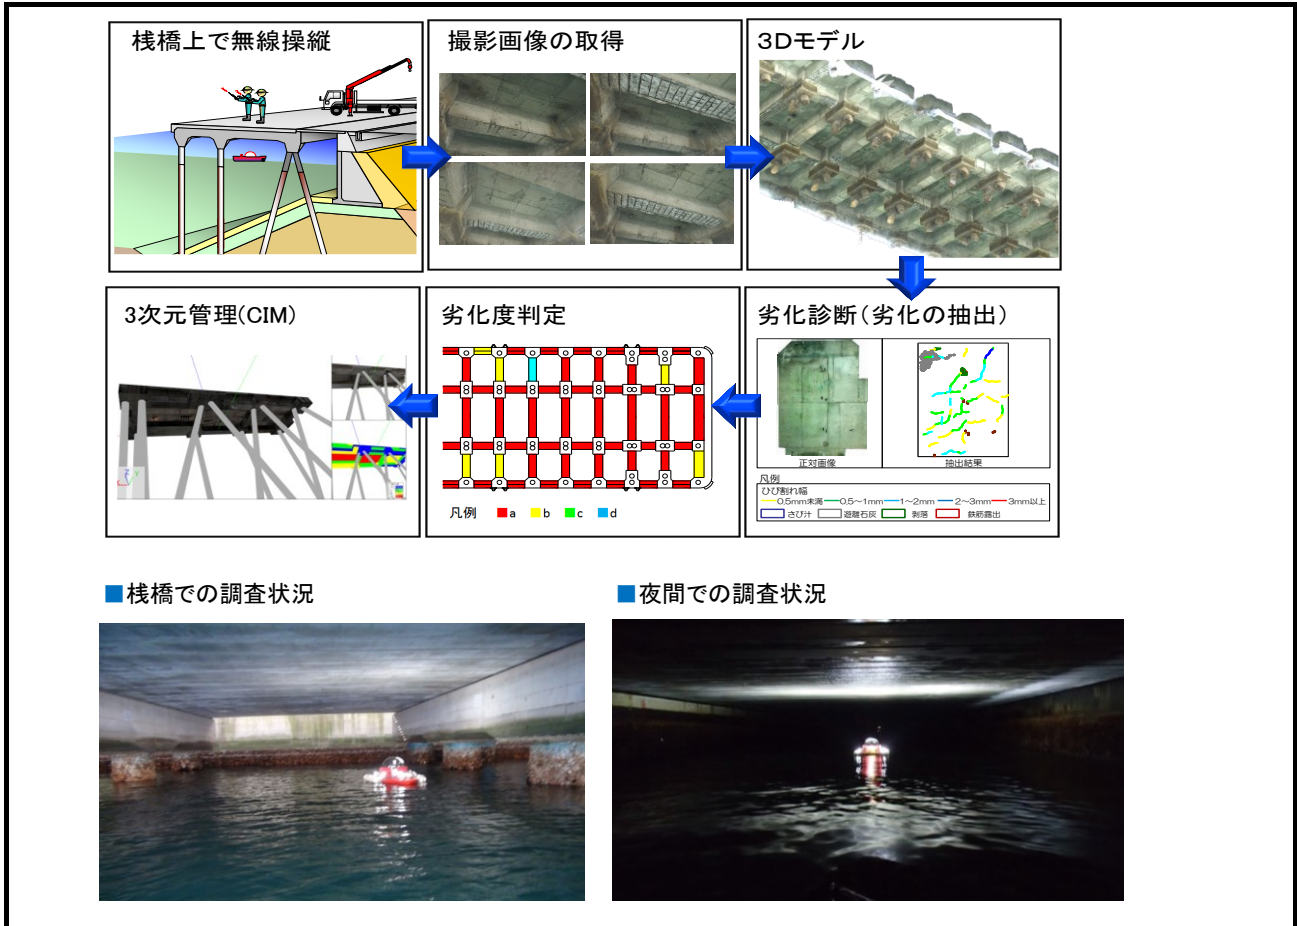 桟橋上で無線操縦
撮影画像の取得
3Dモデル
3次元管理(CIM)
劣化度判定
劣化診断(劣化の抽出)
凡例 a b c d
正対画像
抽出結果
凡例
ひび割れ幅
0.5mm未満 0.5～1mm 1～2mm 2～3mm 3mm以上
さび汁 遊離石灰 剥落 鉄筋露出
■桟橋での調査状況
■夜間での調査状況